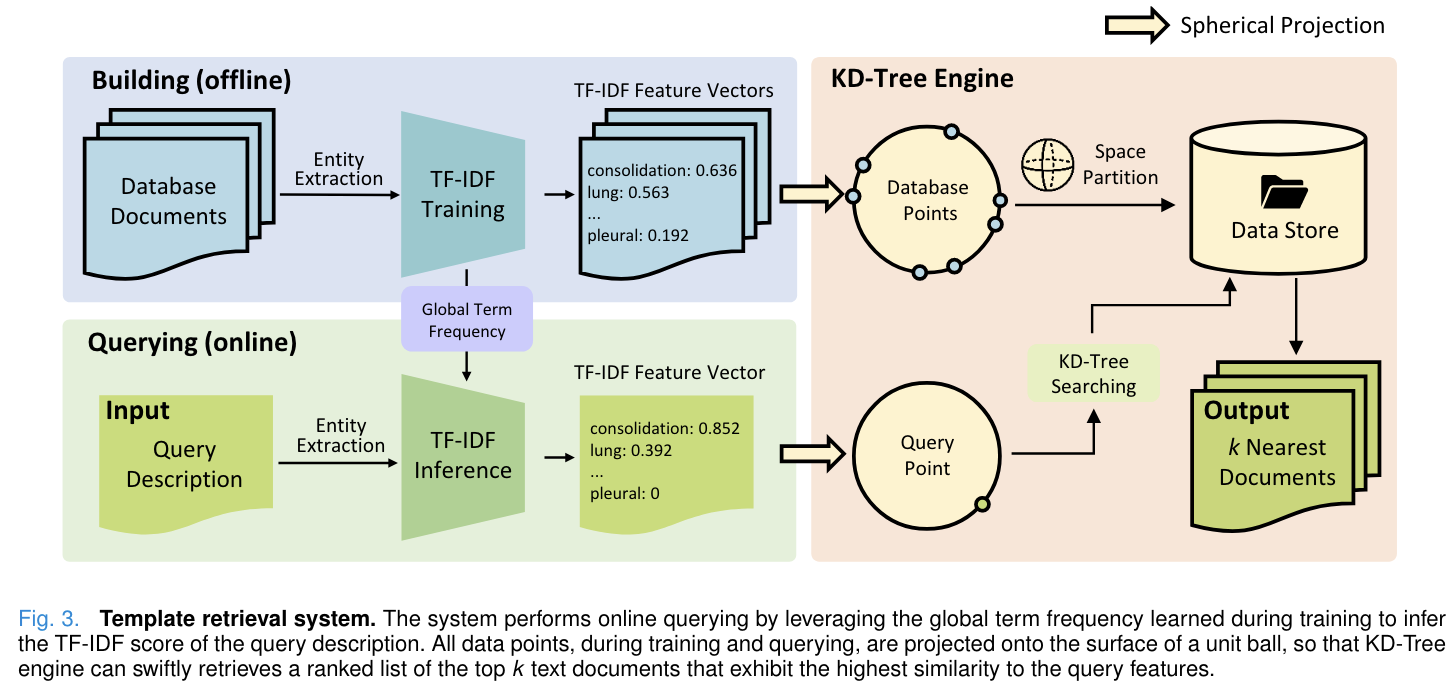 Spherical Projection
Building (offline)
Database
Documents
Entity
Extraction
TF-IDF
Training
TF-IDF Feature Vectors
consolidation: 0.636
lung: 0.563
...
pleural: 0.192
Global Term
Frequency
Querying (online)
Input
Query
Description
Entity
Extraction
TF-IDF
Inference
TF-IDF Feature Vector
consolidation: 0.852
lung: 0.392
...
pleural: 0
KD-Tree Engine
Database
Points
Space
Partition
Data Store
Query
Point
KD-Tree
Searching
Output
k Nearest
Documents
Fig. 3. Template retrieval system. The system performs online querying by leveraging the global term frequency learned during training to infer
the TF-IDF score of the query description. All data points, during training and querying, are projected onto the surface of a unit ball, so that KD-Tree
engine can swiftly retrieves a ranked list of the top k text documents that exhibit the highest similarity to the query features.